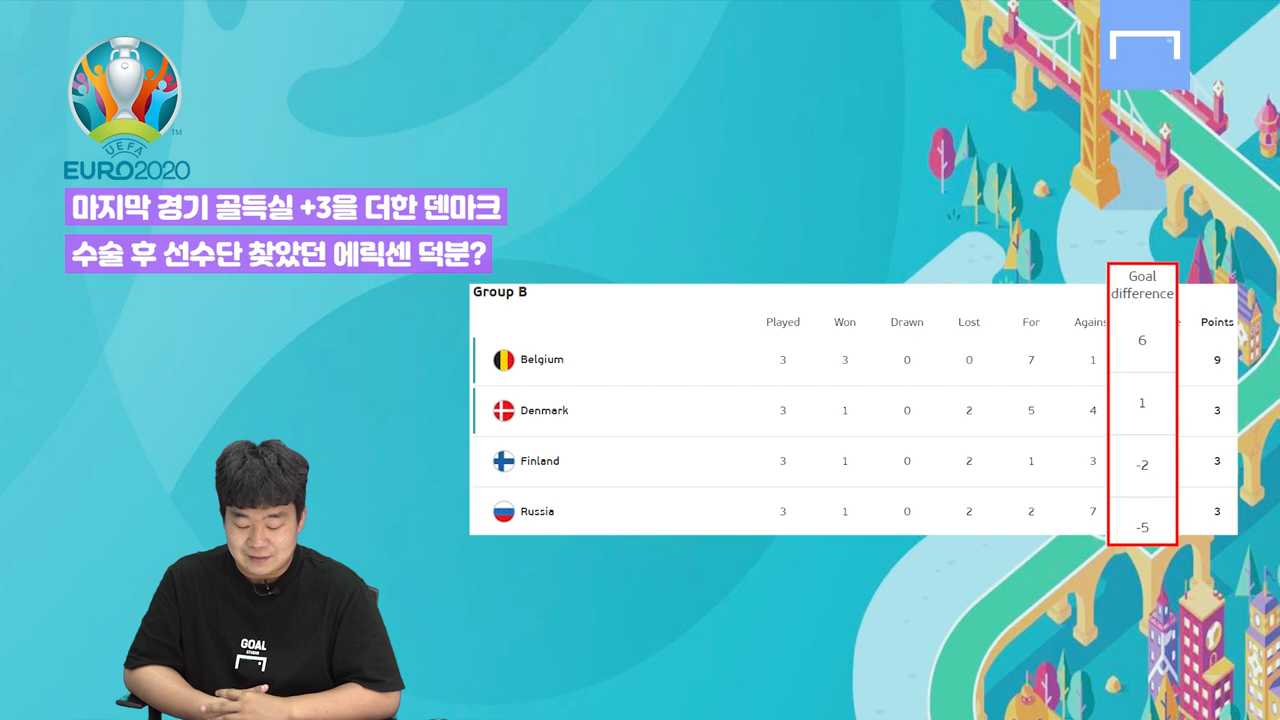 UEFA
EURO2020
TM
마지막 경기 골득실 +3을 더한 덴마크
수술 후 선수단 찾았던 에릭센 덕분?
Group B
Goal
difference
Played Won Drawn Lost For Agains e Points
Belgium 3 3 0 0 7 1 6 9
Denmark 3 1 0 2 5 4 1 3
Finland 3 1 0 2 1 3 -2 3
Russia 3 1 0 2 2 7 -5 3
GOAL
STUDIO